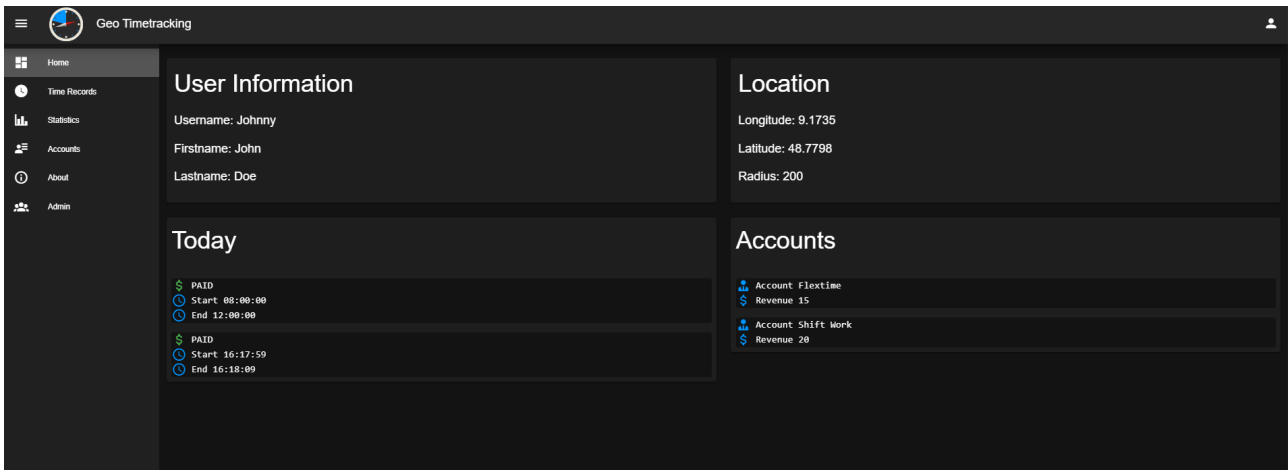 Geo Timetracking
Home
Time Records
Statistics
Accounts
About
Admin
User Information
Username: Johnny
Firstname: John
Lastname: Doe
Location
Longitude: 9.1735
Latitude: 48.7798
Radius: 200
Today
PAID
Start 08:00:00
End 12:00:00
PAID
Start 16:17:59
End 16:18:09
Accounts
Account Flextime
Revenue 15
Account Shift Work
Revenue 20